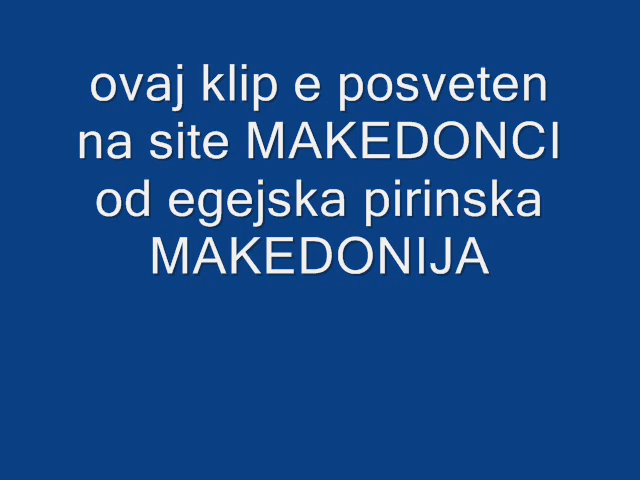 ovaj klip e posveten
na site MAKEDONCI
od egejska pirinska
MAKEDONIJA